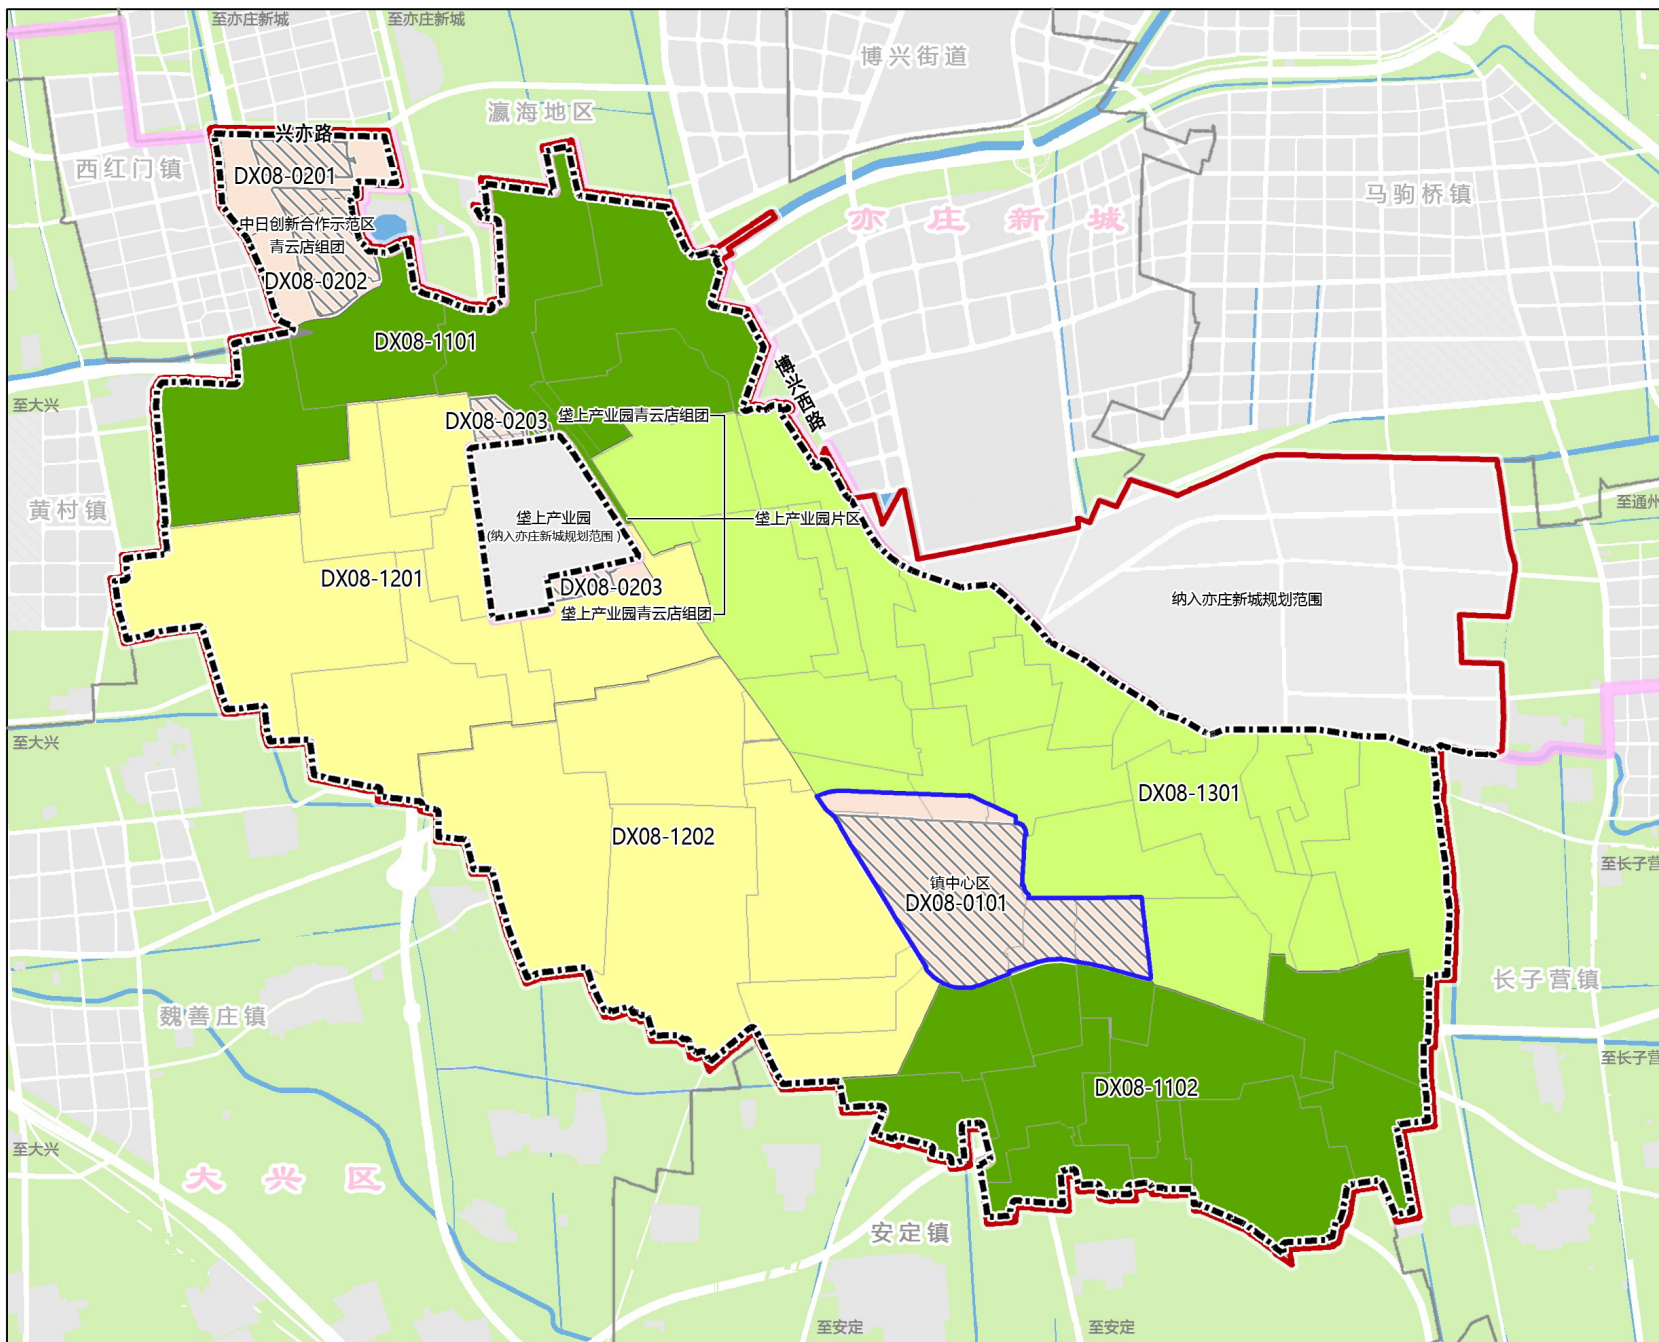 至亦庄新城
至亦庄新城
博兴街道
瀛海地区
兴亦路
西红门镇
DX08-0201
马驹桥镇
中日创新合作示范区
青云店组团
亦庄新城
DX08-0202
DX08-1101
博兴西路
至大兴
DX08-0203
垡上产业园青云店组团
黄村镇
垡上产业园
(纳入亦庄新城规划范围)
垡上产业园片区
至通州
DX08-1201
DX08-0203
垡上产业园青云店组团
纳入亦庄新城规划范围
至大兴
DX08-1301
DX08-1202
至长子营
镇中心区
DX08-0101
长子营镇
魏善庄镇
至长子营
DX08-1102
至大兴
大兴区
安定镇
至安定
至安定